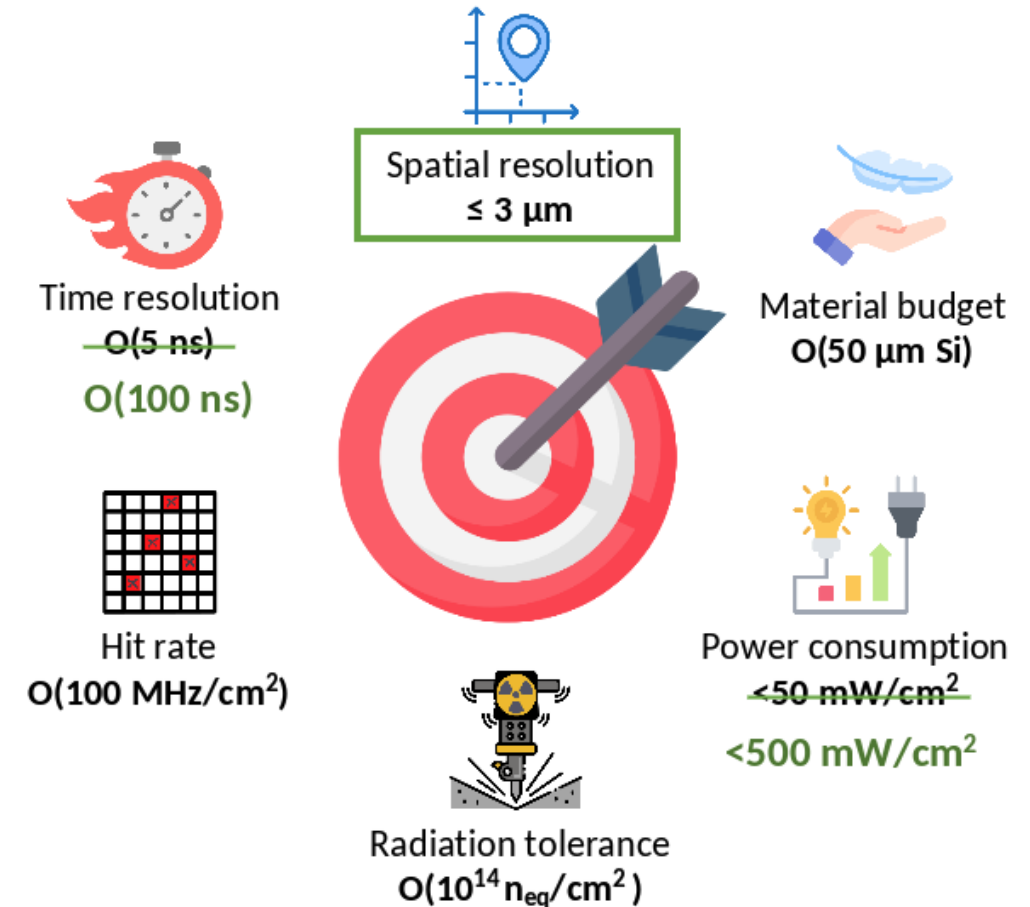 Spatial resolution
≤ 3 µm
Time resolution
O(5 ns)
O(100 ns)
Material budget
O(50 µm Si)
Hit rate
O(100 MHz/cm²)
Power consumption
<50 mW/cm²
<500 mW/cm²
Radiation tolerance
O(10¹⁴ nₑq/cm² )